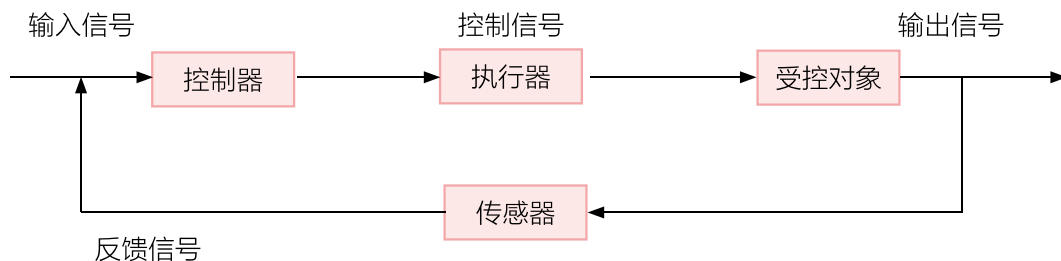 输入信号
控制信号
输出信号
控制器
执行器
受控对象
传感器
反馈信号